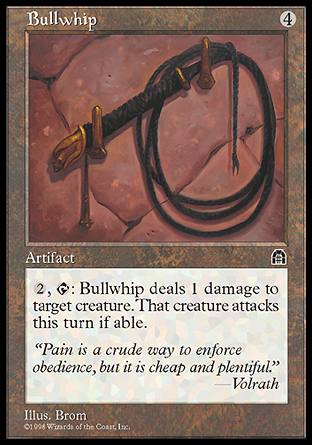 Bullwhip 4
Artifact
2, T: Bullwhip deals 1 damage to
target creature. That creature attacks
this turn if able.
“Pain is a crude way to enforce
obedience, but it is cheap and plentiful.”
—Volrath
Illus. Brom
©1998 Wizards of the Coast, Inc.